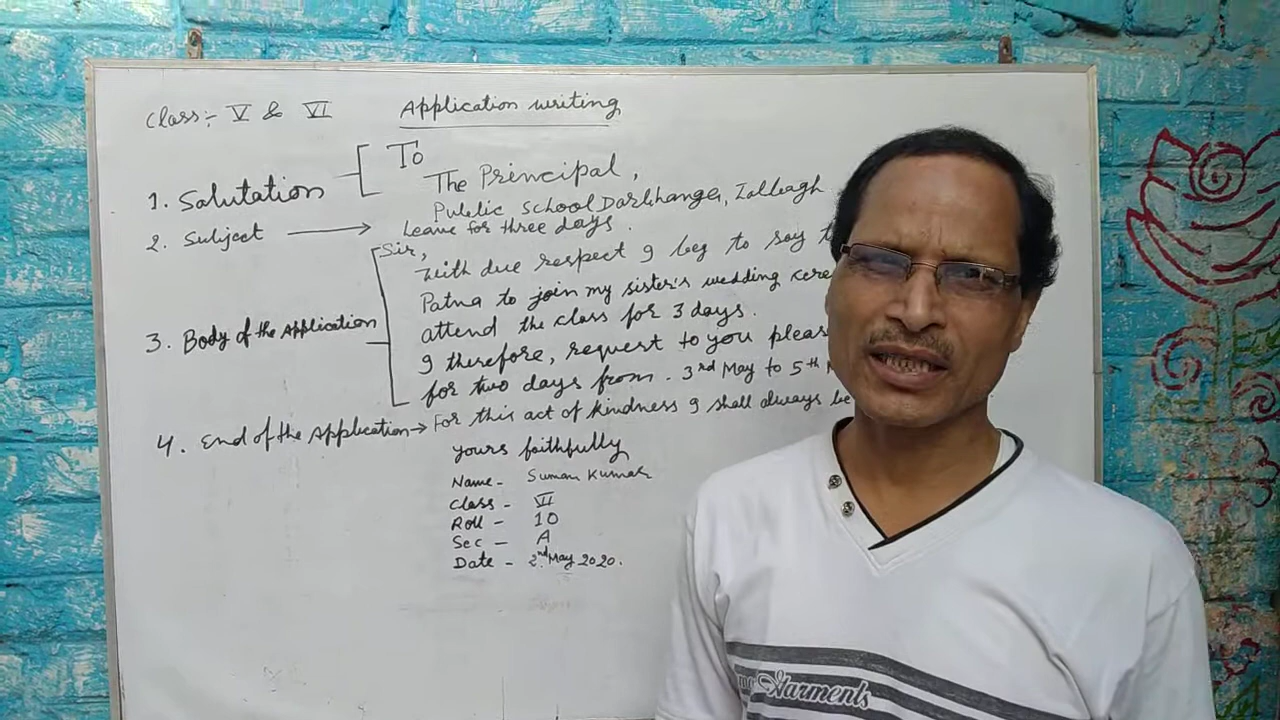 Class:- V & VI Application writing
1. Salutation
To
The Principal,
Public School Darbhanga, Lalbagh
2. Subject → Leave for three days.
3. Body of the Application
Sir,
With due respect I beg to say
Patna to join my sister's wedding
attend the class for 3 days.
I therefore, request to you
for two days from. 3rd May to 5th
4. End of the Application → For this act of kindness I shall always be
yours faithfully
Name - Suman Kumar
Class - VI
Roll - 10
Sec - A
Date - 2nd May 2020.
Garments